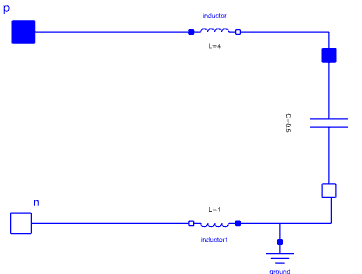 p
inductor
L=4
C=0.5
n
L=1
inductor1
ground